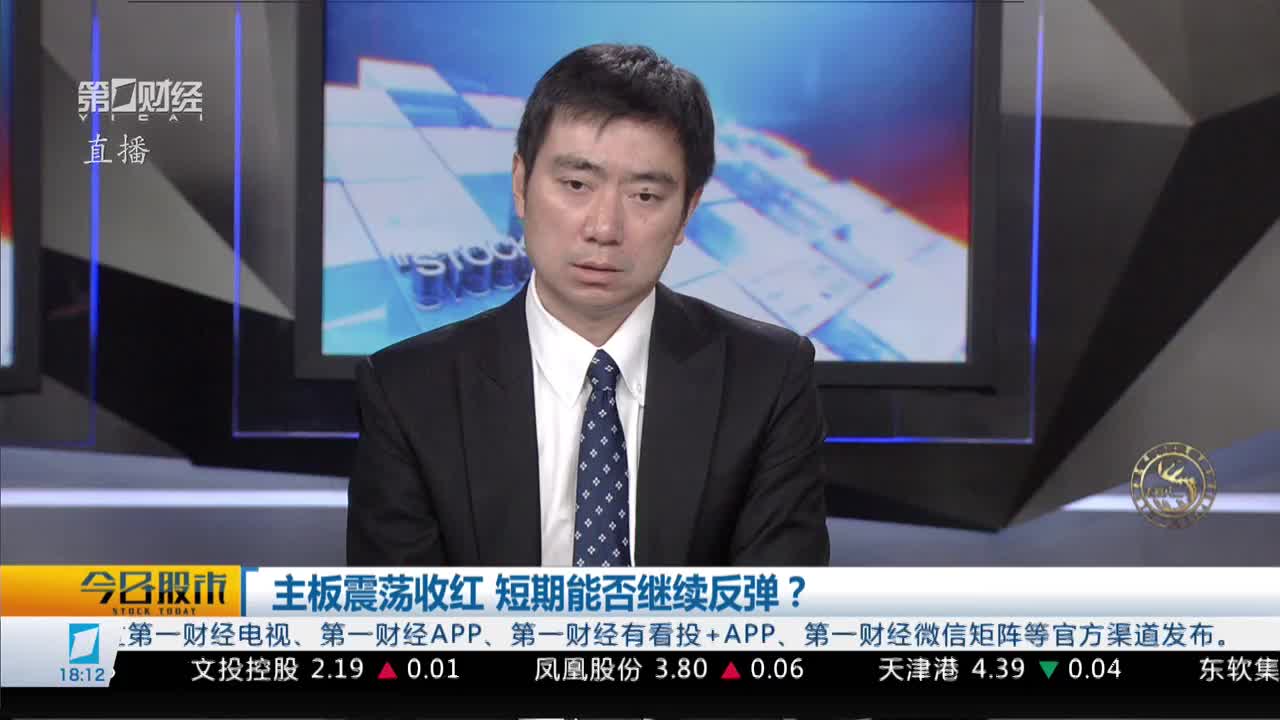 第一财经
YICAI
直播
"STOCK
今日股市
STOCK TODAY
主板震荡收红 短期能否继续反弹？
第一财经电视、第一财经APP、第一财经有看投+APP、第一财经微信矩阵等官方渠道发布。
18:12
文投控股 2.19 ▲ 0.01 凤凰股份 3.80 ▲ 0.06 天津港 4.39 ▼ 0.04 东软集